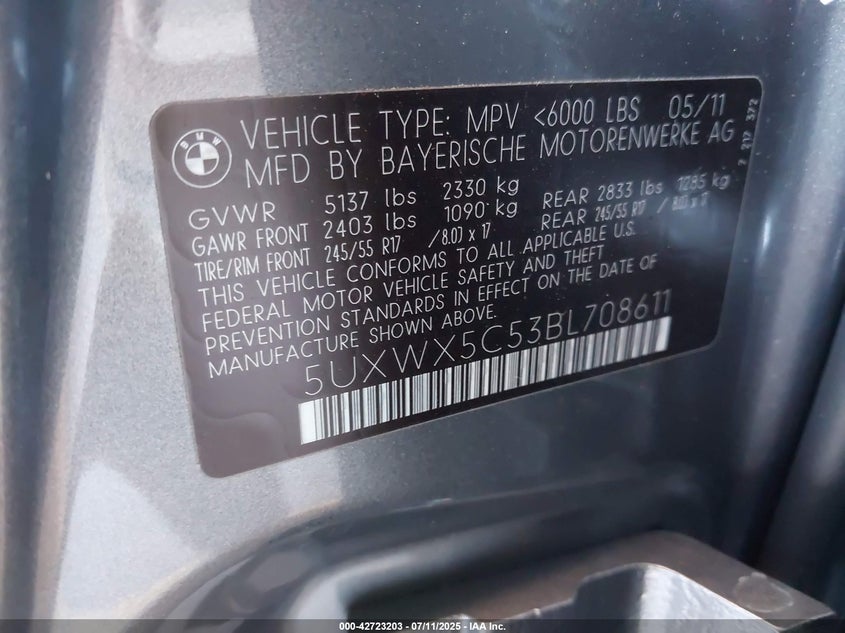 BMW
VEHICLE TYPE: MPV <6000 LBS 05/11
MFD BY BAYERISCHE MOTORENWERKE AG
GVWR 5137 lbs 2330 kg
GAWR FRONT 2403 lbs 1090 kg REAR 2833 lbs 1285 kg
TIRE/RIM FRONT 245/55 R17 /8.0J x 17 REAR 245/55 R17 / 8.0J x 17
THIS VEHICLE CONFORMS TO ALL APPLICABLE U.S.
FEDERAL MOTOR VEHICLE SAFETY AND THEFT
PREVENTION STANDARDS IN EFFECT ON THE DATE OF
MANUFACTURE SHOWN ABOVE
5UXWX5C53BL708611
000-42723203 - 07/11/2025 - IAA Inc.